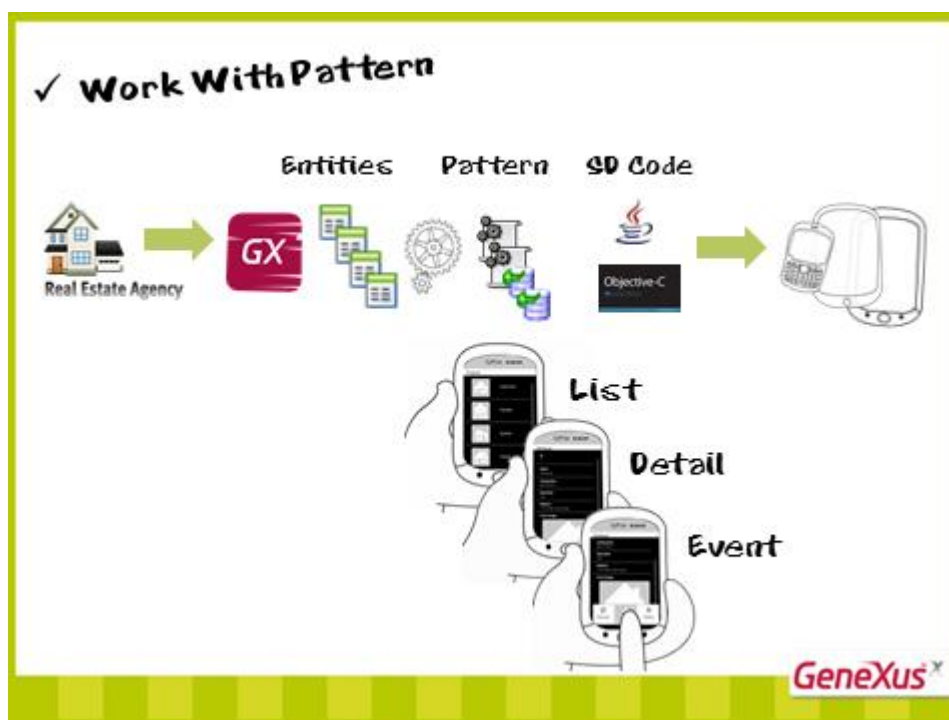 ✓ Work With Pattern
Entities Pattern SD Code
GX
Real Estate Agency
Objective-C
List
Detail
Event
GeneXus X